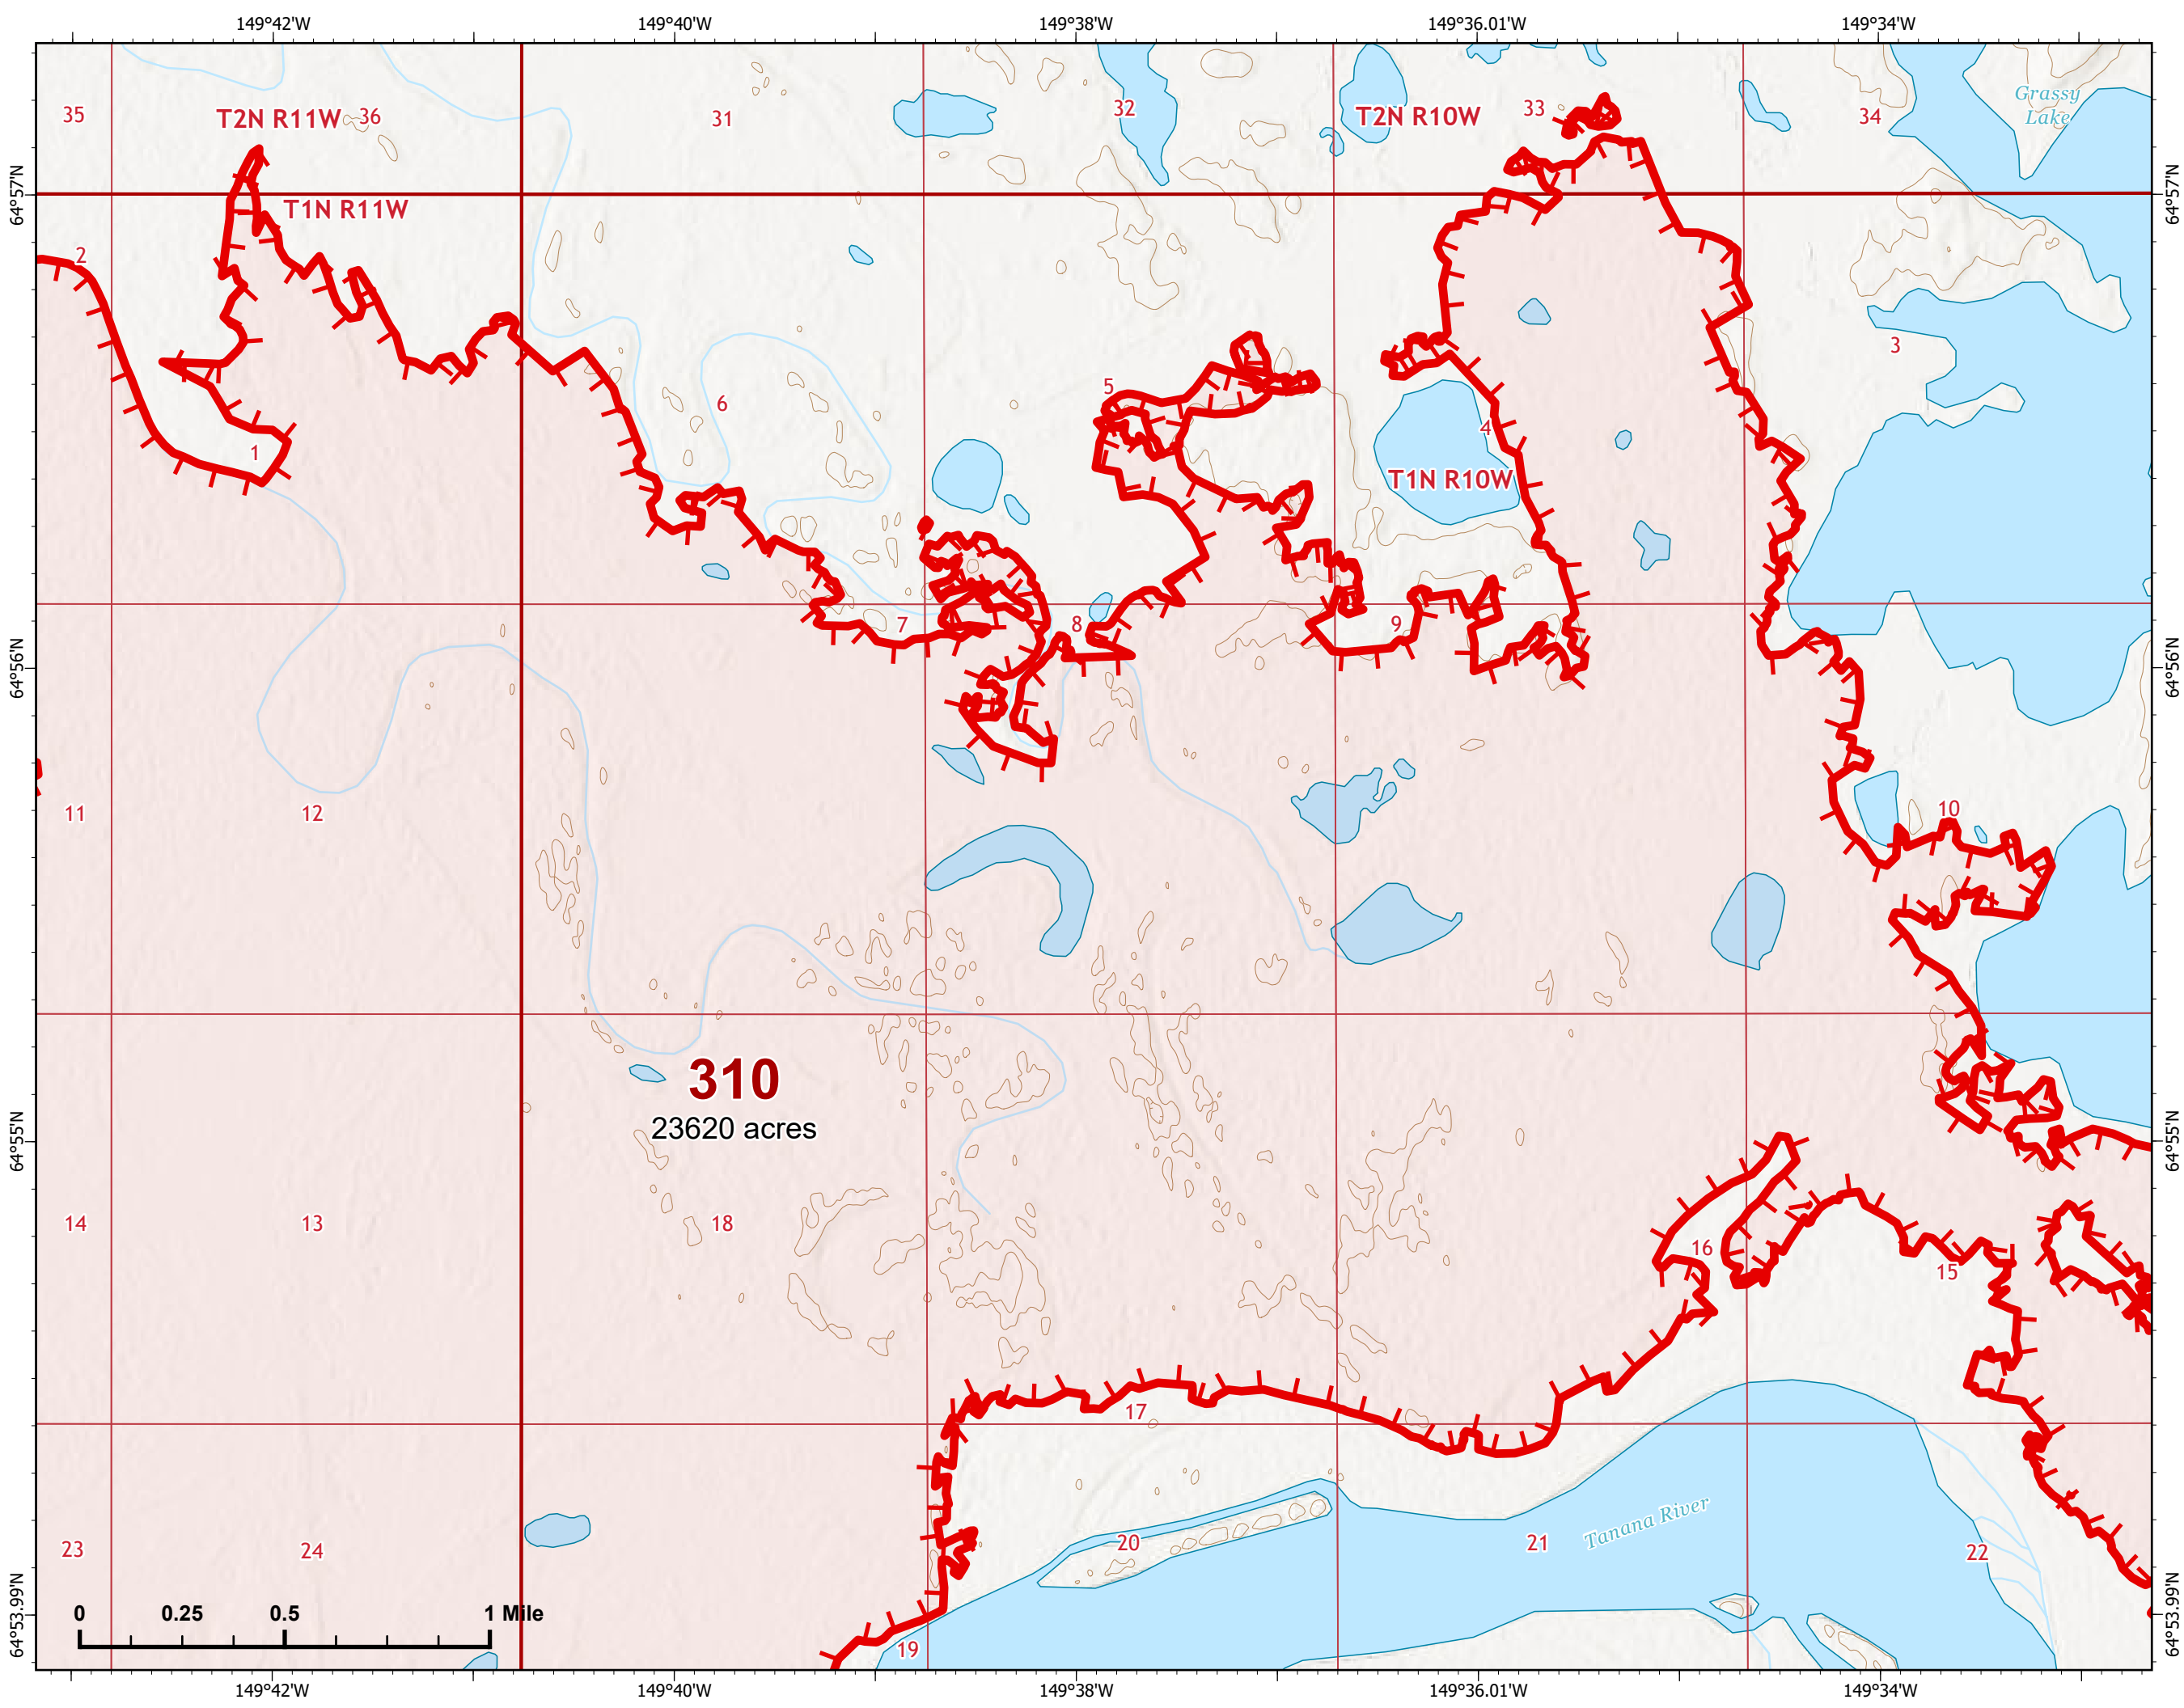 149°42'W 149°40'W 149°38'W 149°36.01'W 149°34'W
35 T2N R11W 36 31 32 T2N R10W 33 34 Grassy
Lake
64°57'N 64°57'N
T1N R11W
2 3
5
6
4
1 T1N R10W
7 8 9
64°56'N 64°56'N
11 12 10
310
23620 acres
64°55'N 64°55'N
14 13 18 16 15
17
Tanana River
23 24 20 21 22
64°53.99'N 64°53.99'N
0 0.25 0.5 1 Mile
19
149°42'W 149°40'W 149°38'W 149°36.01'W 149°34'W